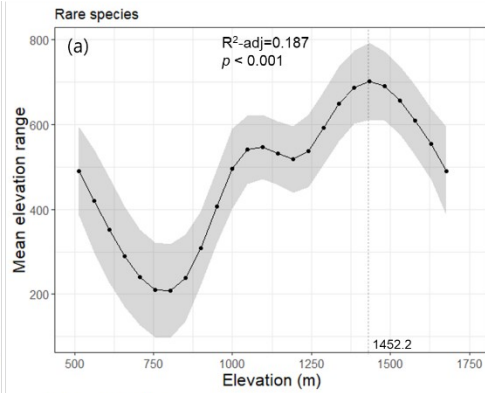 Rare species
(a)
R²-adj=0.187
p < 0.001
Mean elevation range
800
600
400
200
1452.2
500
750
1000
1250
1500
1750
Elevation (m)